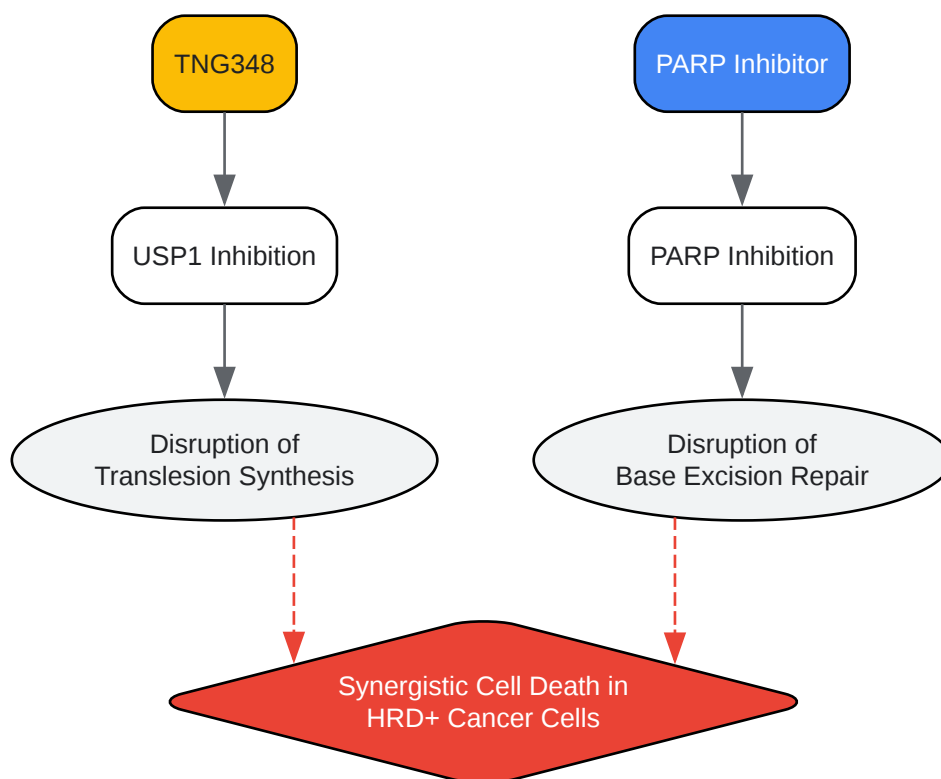 TNG348
PARP Inhibitor
USP1 Inhibition
PARP Inhibition
Disruption of
Translesion Synthesis
Disruption of
Base Excision Repair
Synergistic Cell Death in
HRD+ Cancer Cells